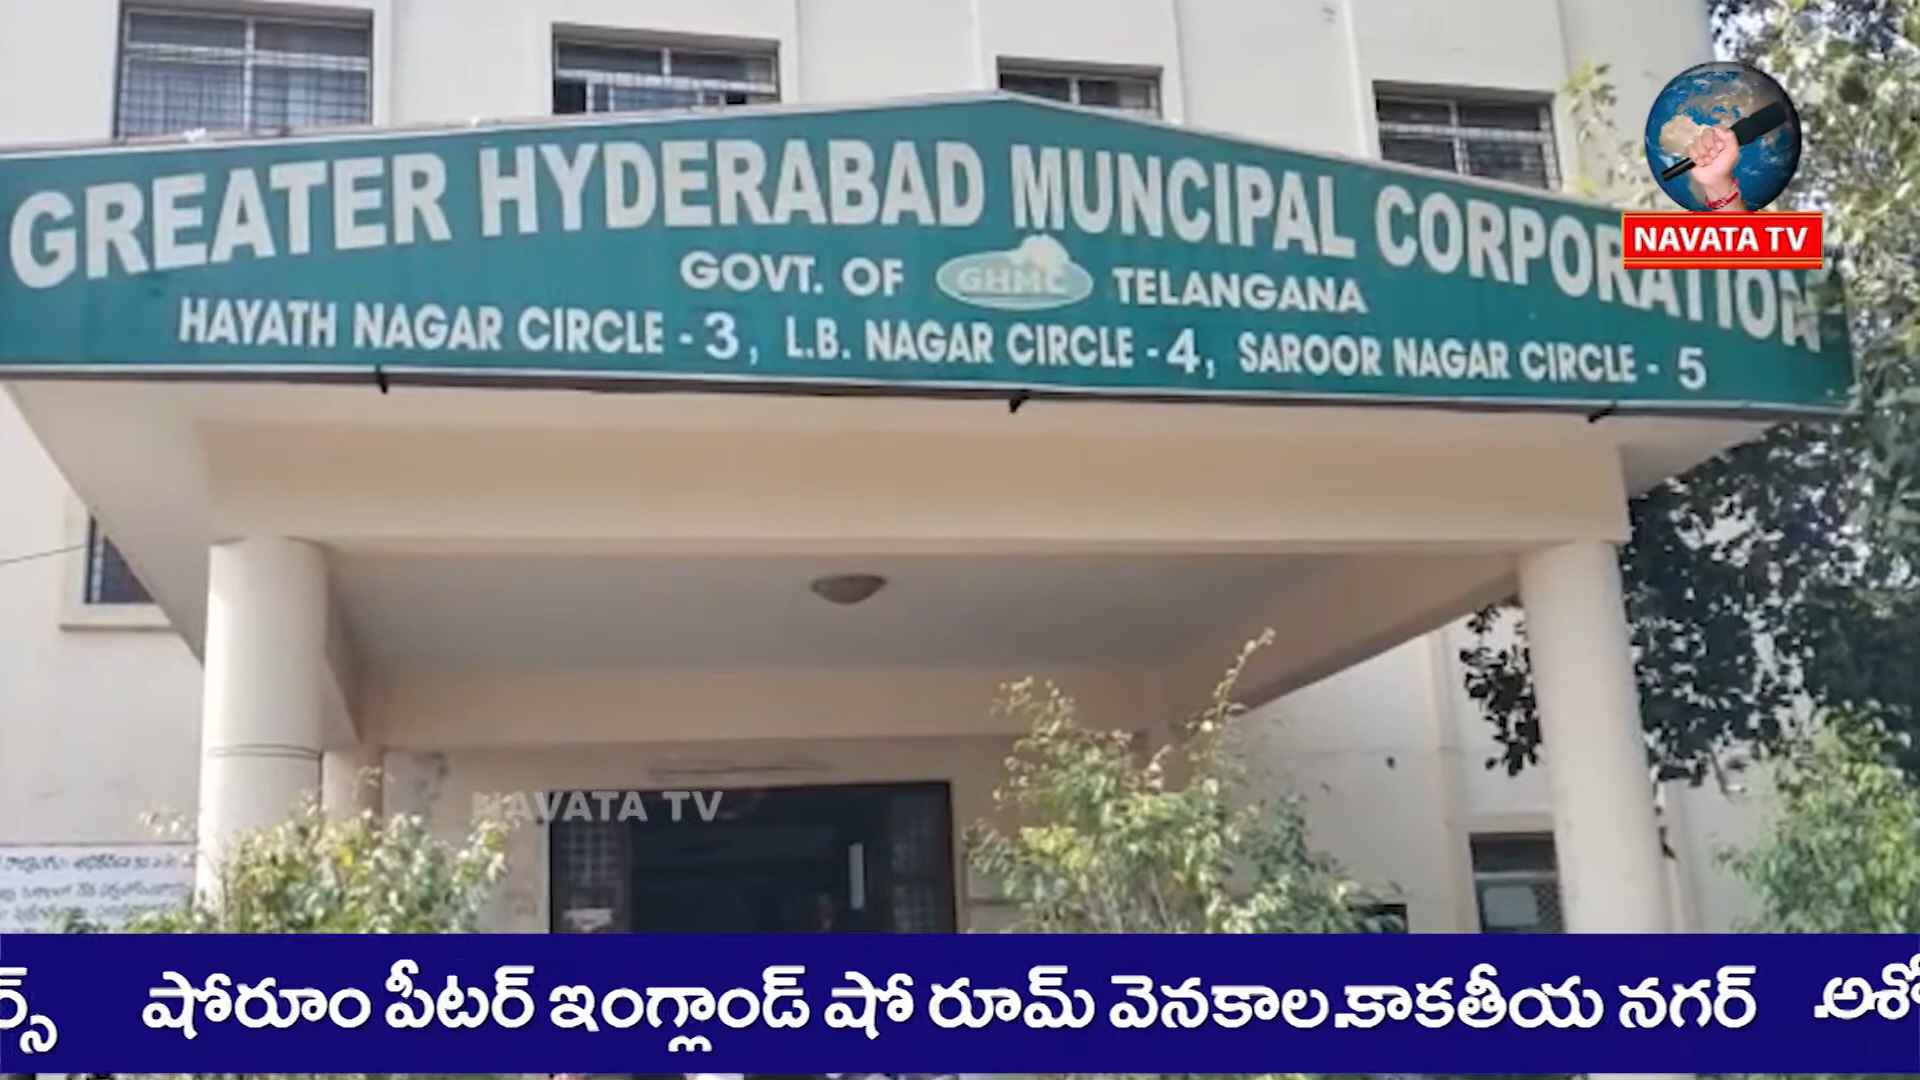 GREATER HYDERABAD MUNCIPAL CORPORATION
GOVT. OF GHMC TELANGANA
HAYATH NAGAR CIRCLE - 3, L.B. NAGAR CIRCLE - 4, SAROOR NAGAR CIRCLE - 5
NAVATA TV
NAVATA TV
షోరూం పీటర్ ఇంగ్లాండ్ షో రూమ్ వెనకాల.కాకతీయ నగర్